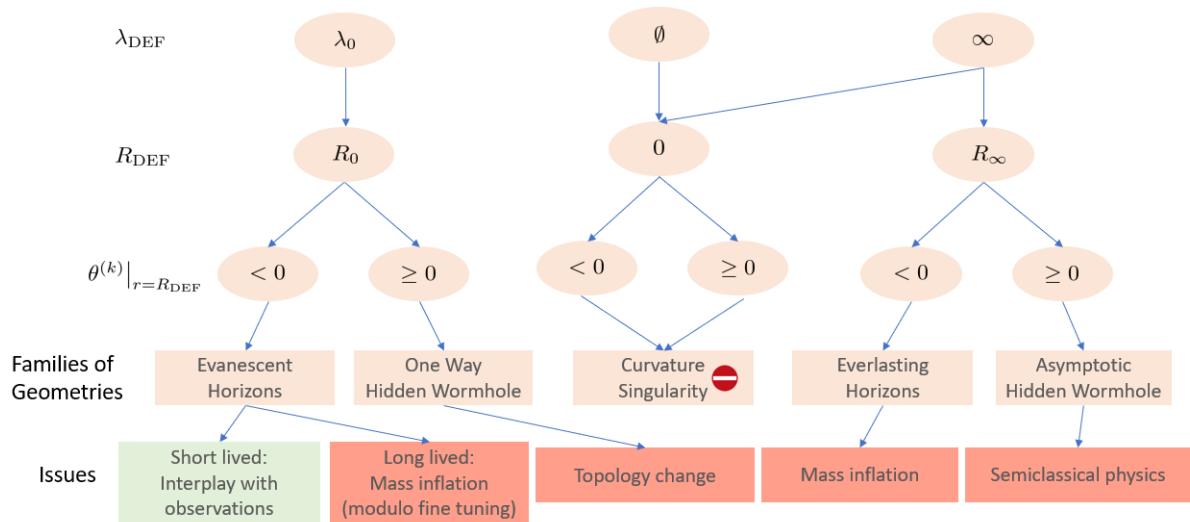 λ_DEF λ_0 ∅ ∞
R_DEF R_0 0 R_∞
θ^(k)|_{r=R_DEF} < 0 ≥ 0 < 0 ≥ 0 < 0 ≥ 0
Families of
Geometries
Evanescent
Horizons
One Way
Hidden Wormhole
Curvature
Singularity
Everlasting
Horizons
Asymptotic
Hidden Wormhole
Issues
Short lived:
Interplay with
observations
Long lived:
Mass inflation
(modulo fine tuning)
Topology change
Mass inflation
Semiclassical physics